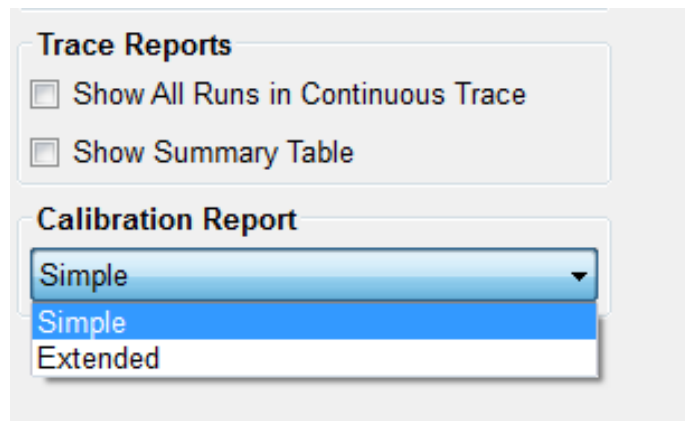 Trace Reports
Show All Runs in Continuous Trace
Show Summary Table
Calibration Report
Simple
Simple
Extended